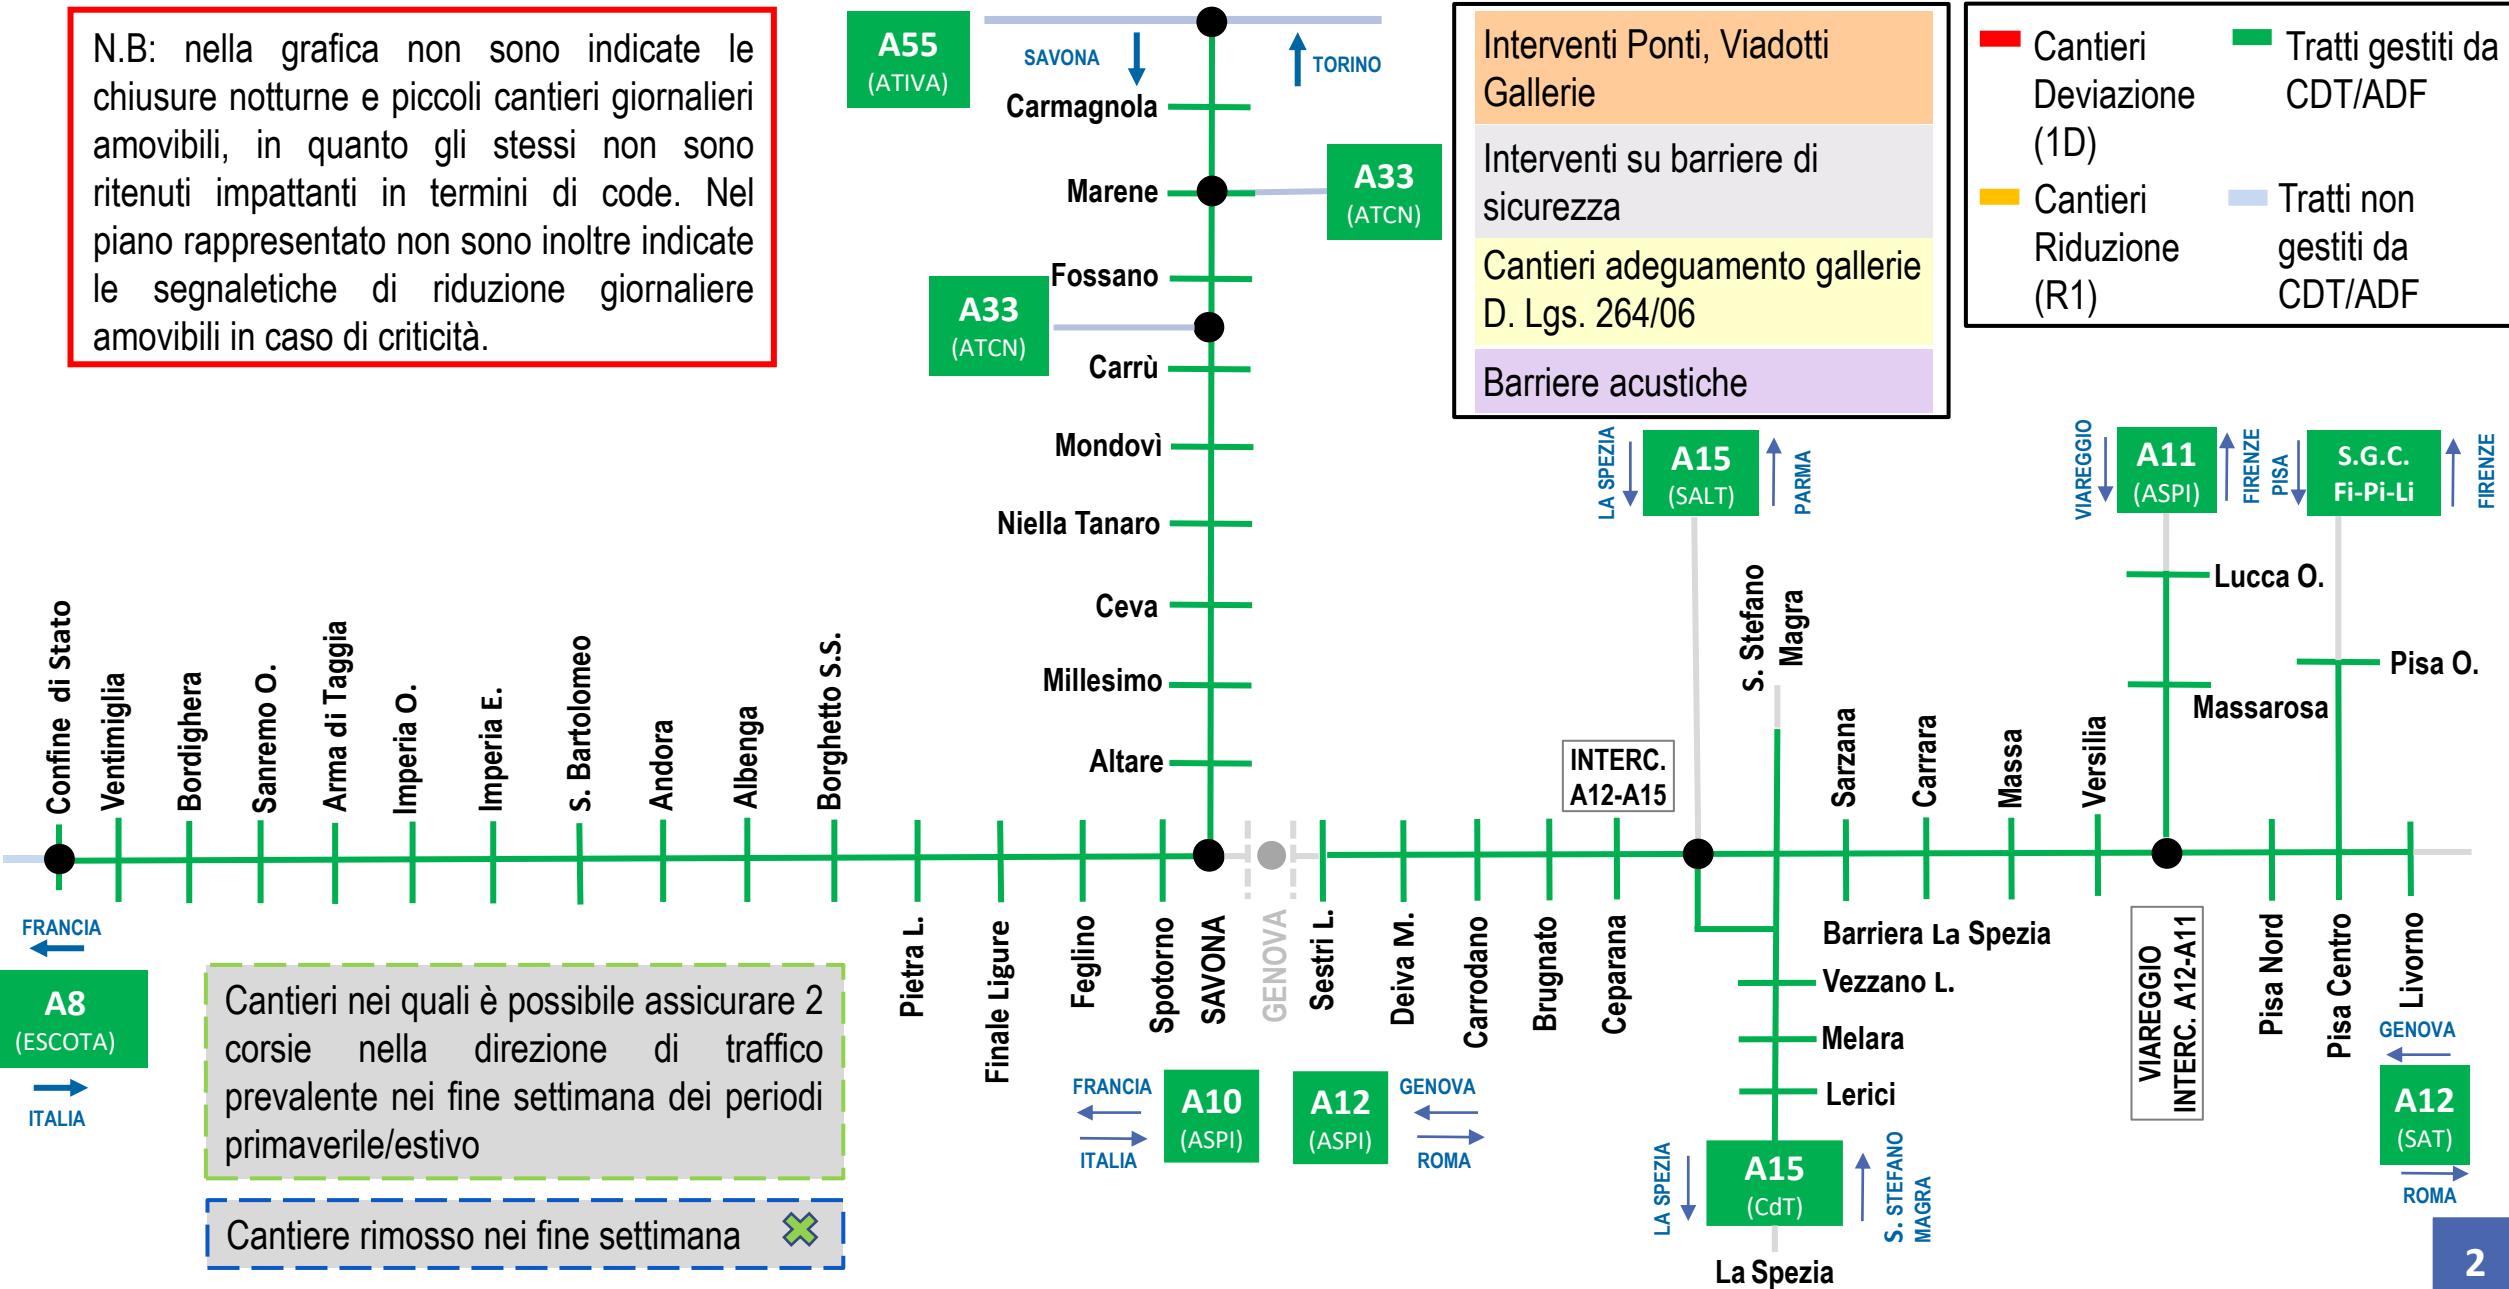 N.B: nella grafica non sono indicate le
chiusure notturne e piccoli cantieri giornalieri
amovibili, in quanto gli stessi non sono
ritenuti impattanti in termini di code. Nel
piano rappresentato non sono inoltre indicate
le segnaletiche di riduzione giornaliere
amovibili in caso di criticità.
A55
(ATIVA)
SAVONA
TORINO
Carmagnola
Marene
A33
(ATCN)
Fossano
A33
(ATCN)
Carrù
Mondovì
Niella Tanaro
Ceva
Millesimo
Altare
Interventi Ponti, Viadotti
Gallerie
Interventi su barriere di
sicurezza
Cantieri adeguamento gallerie
D. Lgs. 264/06
Barriere acustiche
Cantieri
Deviazione
(1D)
Cantieri
Riduzione
(R1)
Tratti gestiti da
CDT/ADF
Tratti non
gestiti da
CDT/ADF
LA SPEZIA
A15
(SALT)
PARMA
VIAREGGIO
A11
(ASPI)
FIRENZE
PISA
S.G.C.
Fi-Pi-Li
FIRENZE
Lucca O.
Massarosa
Pisa O.
Confine di Stato
Ventimiglia
Bordighera
Sanremo O.
Arma di Taggia
Imperia O.
Imperia E.
S. Bartolomeo
Andora
Albenga
Borghetto S.S.
Pietra L.
Finale Ligure
Feglino
Spotorno
SAVONA
GENOVA
Sestri L.
Deiva M.
Carrodano
Brugnato
Ceparana
INTERC.
A12-A15
S. Stefano
Magra
Sarzana
Carrara
Massa
Versilia
VIAREGGIO
INTERC. A12-A11
Pisa Nord
Pisa Centro
Livorno
Barriera La Spezia
Vezzano L.
Melara
Lerici
FRANCIA
A8
(ESCOTA)
ITALIA
Cantieri nei quali è possibile assicurare 2
corsie nella direzione di traffico
prevalente nei fine settimana dei periodi
primaverile/estivo
Cantiere rimosso nei fine settimana
FRANCIA
ITALIA
A10
(ASPI)
A12
(ASPI)
GENOVA
ROMA
LA SPEZIA
A15
(CdT)
S. STEFANO
MAGRA
La Spezia
GENOVA
A12
(SAT)
ROMA
2